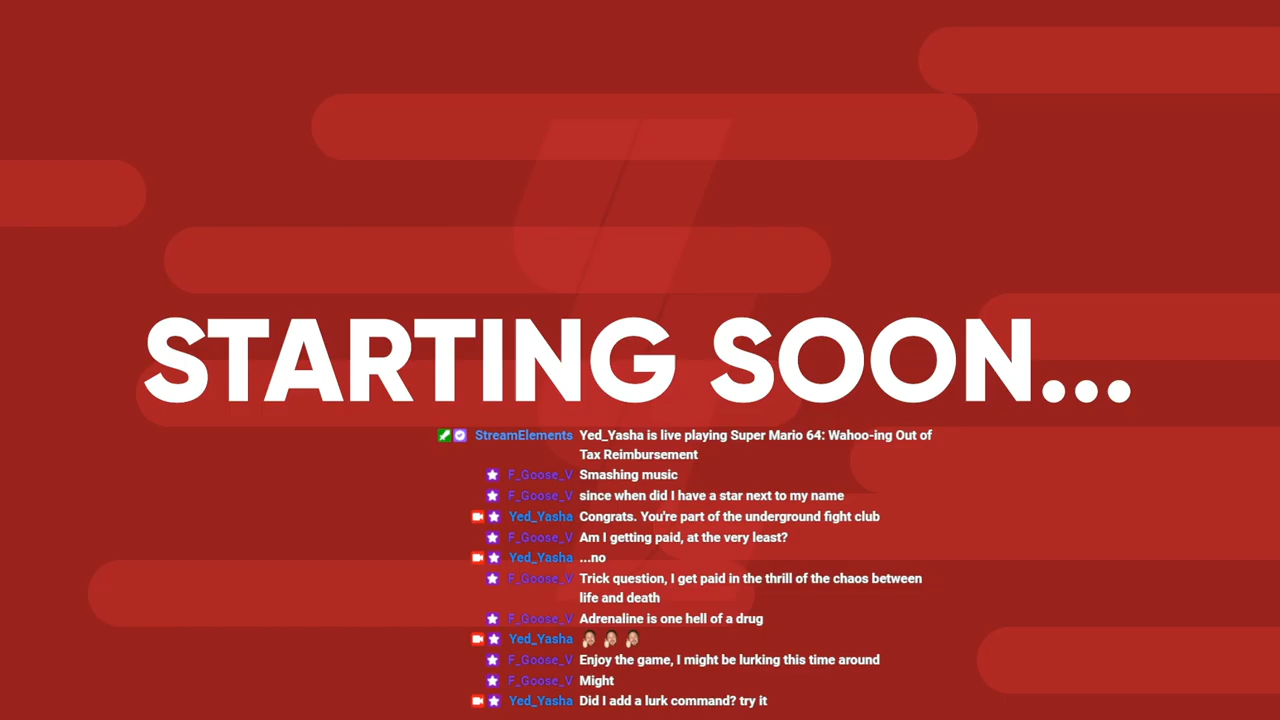 STARTING SOON...
StreamElements Yed_Yasha is live playing Super Mario 64: Wahoo-ing Out of
Tax Reimbursement
F_Goose_V Smashing music
F_Goose_V since when did I have a star next to my name
Yed_Yasha Congrats. You're part of the underground fight club
F_Goose_V Am I getting paid, at the very least?
Yed_Yasha ...no
F_Goose_V Trick question, I get paid in the thrill of the chaos between
life and death
F_Goose_V Adrenaline is one hell of a drug
Yed_Yasha
F_Goose_V Enjoy the game, I might be lurking this time around
F_Goose_V Might
Yed_Yasha Did I add a lurk command? try it